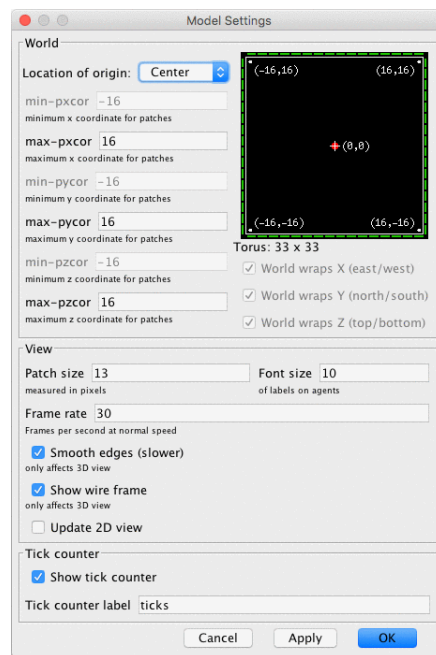 Model Settings
World
Location of origin: Center
min-pxcor -16
minimum x coordinate for patches
max-pxcor 16
maximum x coordinate for patches
min-pycor -16
minimum y coordinate for patches
max-pycor 16
maximum y coordinate for patches
min-pzcor -16
minimum z coordinate for patches
max-pzcor 16
maximum z coordinate for patches
(-16,16) (16,16)
(0,0)
(-16,-16) (16,-16)
Torus: 33 x 33
World wraps X (east/west)
World wraps Y (north/south)
World wraps Z (top/bottom)
View
Patch size 13
measured in pixels
Font size 10
of labels on agents
Frame rate 30
Frames per second at normal speed
Smooth edges (slower)
only affects 3D view
Show wire frame
only affects 3D view
Update 2D view
Tick counter
Show tick counter
Tick counter label ticks
Cancel Apply OK